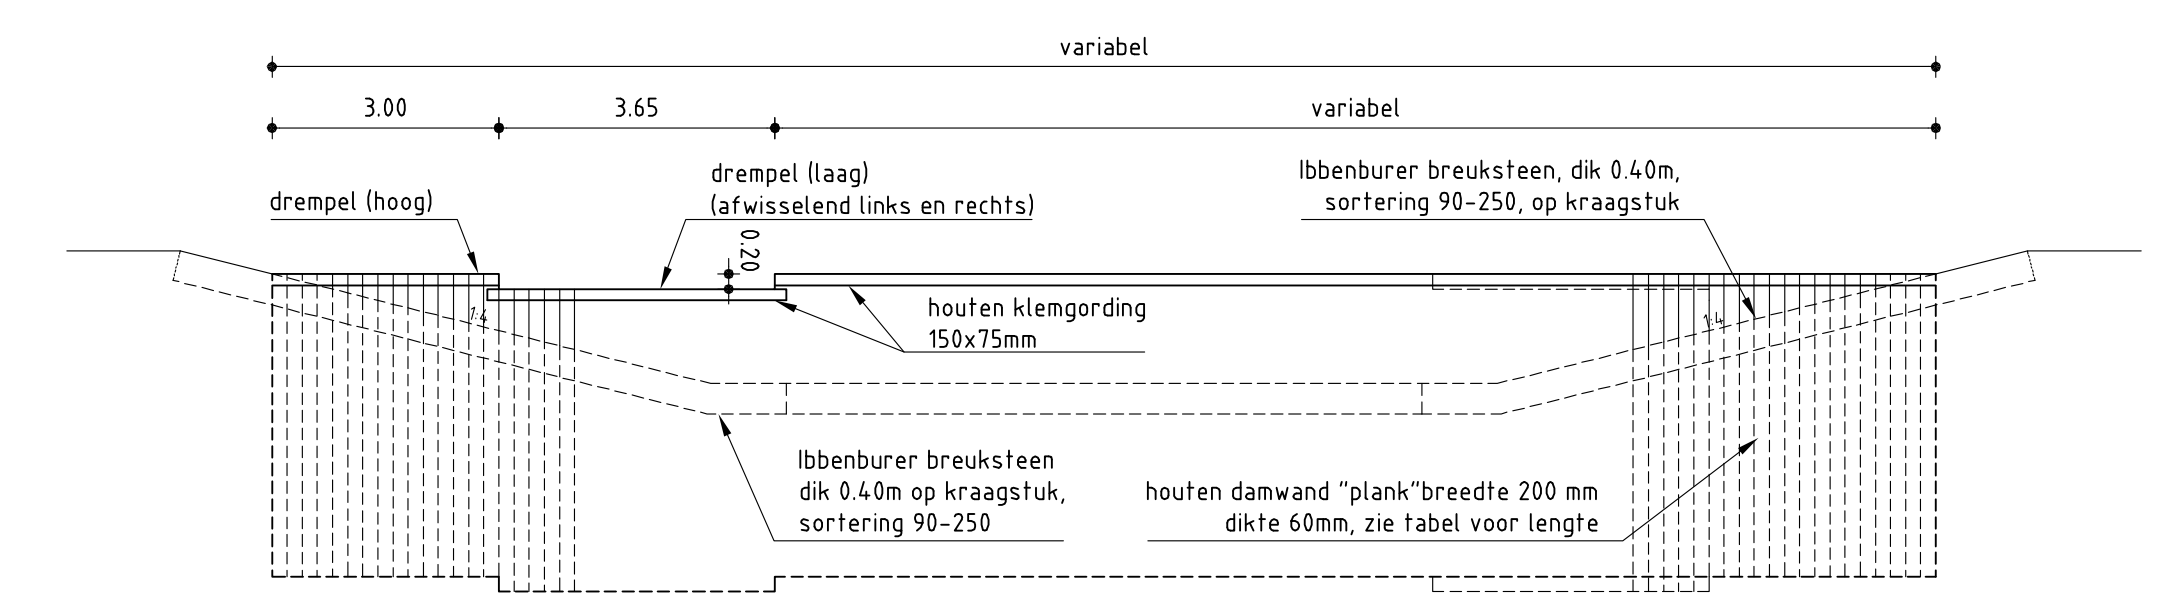 variabel
3.00
3.65
variabel
drempel (hoog)
drempel (laag)
(afwisselend links en rechts)
Ibbenburer breuksteen, dik 0.40m,
sortering 90-250, op kraagstuk
0.20
1:4
houten klemgording
150x75mm
1:4
Ibbenburer breuksteen
dik 0.40m op kraagstuk,
sortering 90-250
houten damwand "plank"breedte 200 mm
dikte 60mm, zie tabel voor lengte